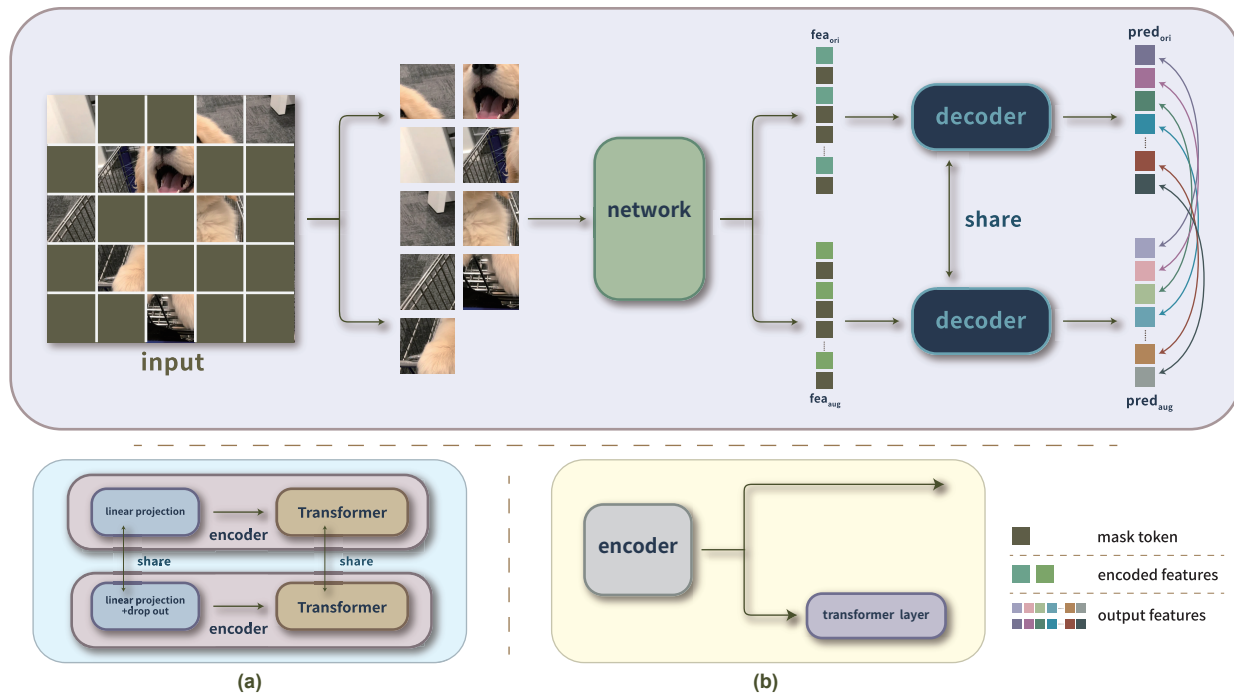 fea_ori
pred_ori
decoder
network
share
decoder
input
fea_aug
pred_aug
linear projection
Transformer
encoder
share
share
linear projection
+drop out
Transformer
encoder
encoder
transformer layer
mask token
encoded features
output features
(a)
(b)